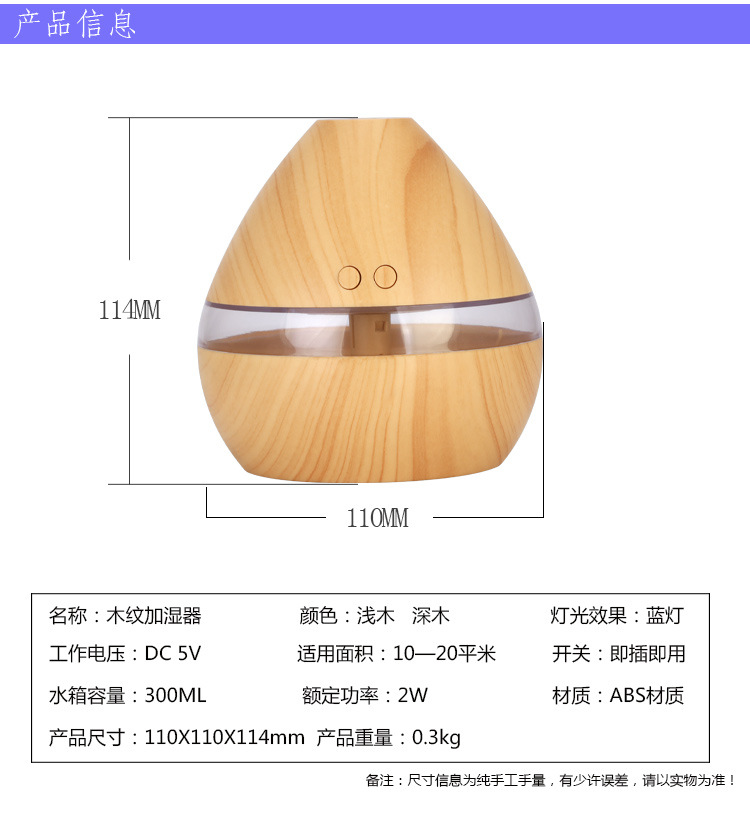 产品信息
114MM
110MM
名称：木纹加湿器 颜色：浅木 深木 灯光效果：蓝灯
工作电压：DC 5V 适用面积：10—20平米 开关：即插即用
水箱容量：300ML 额定功率：2W 材质：ABS材质
产品尺寸：110X110X114mm 产品重量：0.3kg
备注：尺寸信息为纯手工手量，有少许误差，请以实物为准！